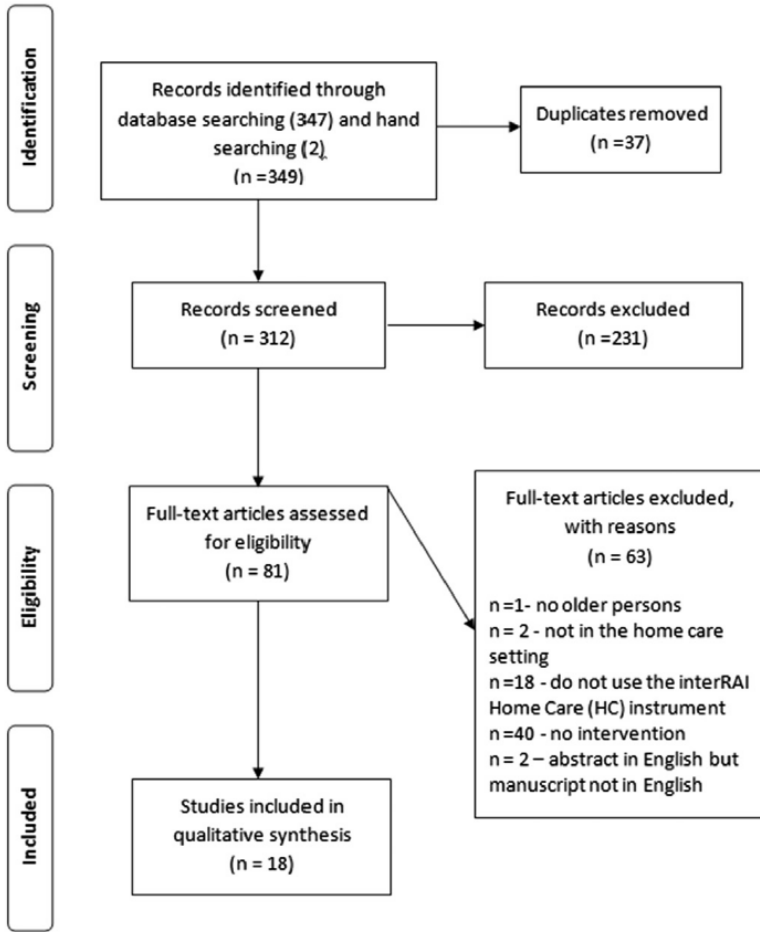 Identification
Records identified through
database searching (347) and hand
searching (2).
(n =349)
Duplicates removed
(n =37)
Screening
Records screened
(n = 312)
Records excluded
(n =231)
Eligibility
Full-text articles assessed
for eligibility
(n = 81)
Full-text articles excluded,
with reasons
(n = 63)
n =1- no older persons
n = 2 - not in the home care
setting
n =18 - do not use the interRAI
Home Care (HC) instrument
n =40 - no intervention
n = 2 – abstract in English but
manuscript not in English
Included
Studies included in
qualitative synthesis
(n = 18)